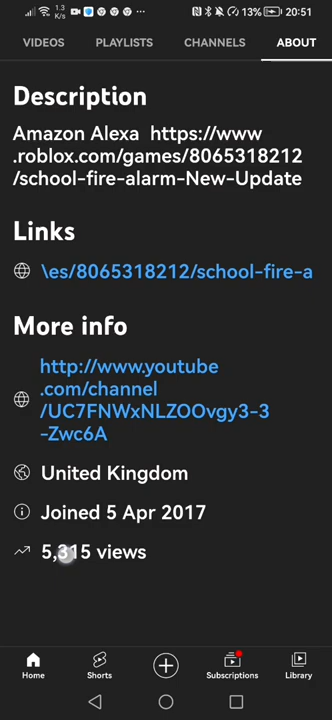 1.3
K/s
13%
20:51
VIDEOS PLAYLISTS CHANNELS ABOUT
Description
Amazon Alexa https://www
.roblox.com/games/8065318212
/school-fire-alarm-New-Update
Links
\es/8065318212/school-fire-a
More info
http://www.youtube
.com/channel
/UC7FNWxNLZOOvgy3-3
-Zwc6A
United Kingdom
Joined 5 Apr 2017
5,315 views
Home Shorts Subscriptions Library